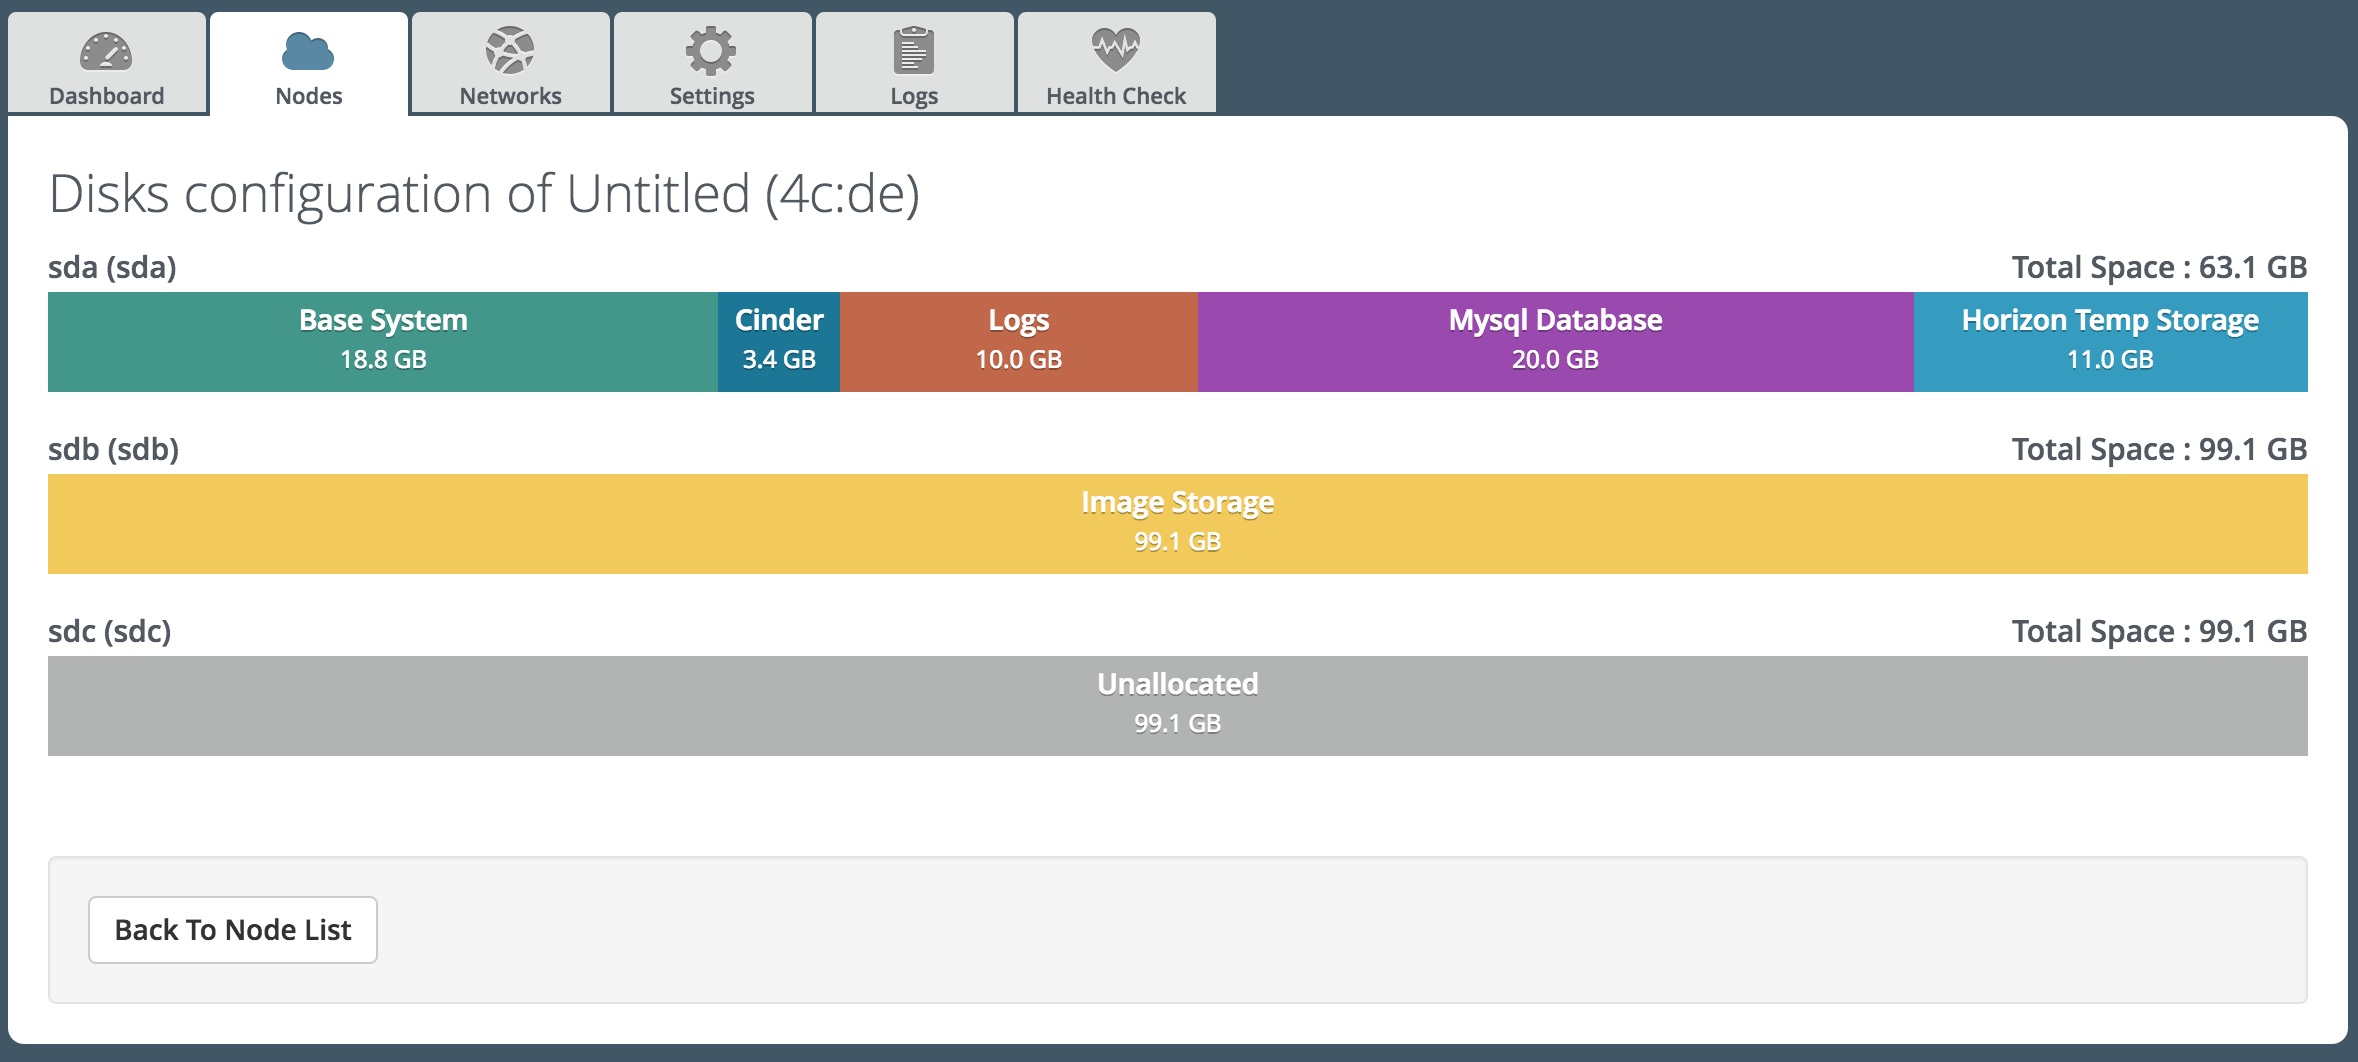 Dashboard
Nodes
Networks
Settings
Logs
Health Check
Disks configuration of Untitled (4c:de)
sda (sda)
Total Space : 63.1 GB
Base System
18.8 GB
Cinder
3.4 GB
Logs
10.0 GB
Mysql Database
20.0 GB
Horizon Temp Storage
11.0 GB
sdb (sdb)
Total Space : 99.1 GB
Image Storage
99.1 GB
sdc (sdc)
Total Space : 99.1 GB
Unallocated
99.1 GB
Back To Node List